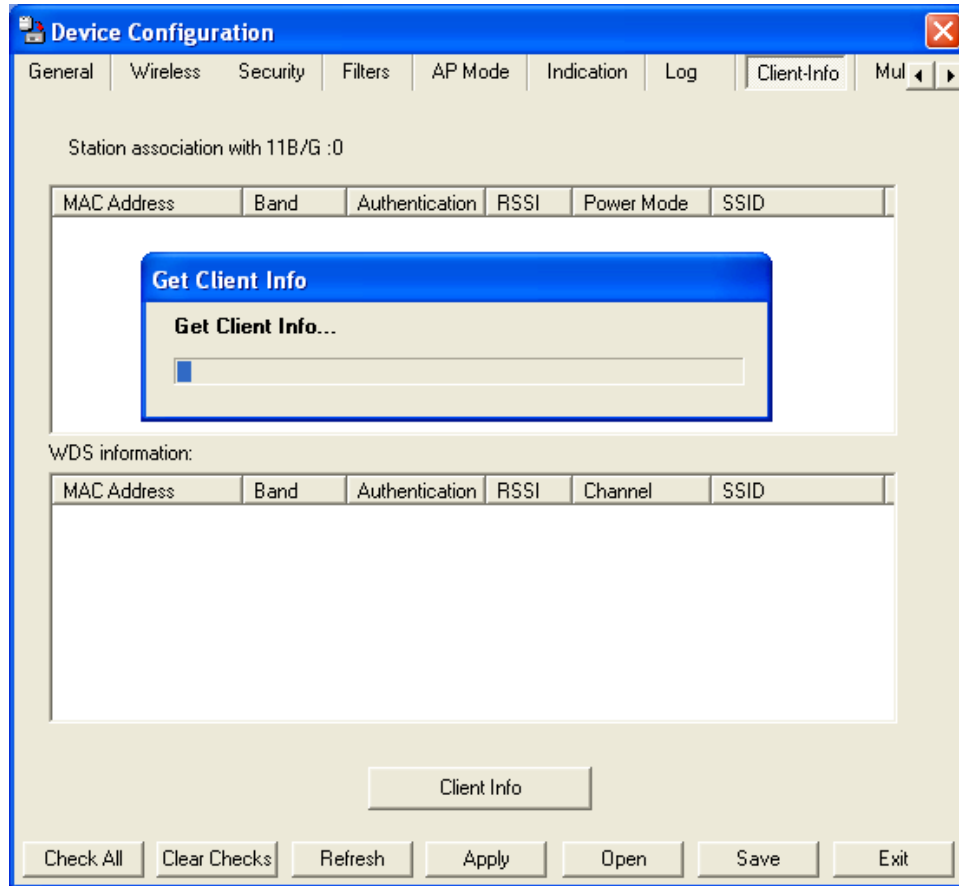 Device Configuration
General Wireless Security Filters AP Mode Indication Log Client-Info Mul
Station association with 11B/G :0
MAC Address Band Authentication RSSI Power Mode SSID
Get Client Info
Get Client Info...
WDS information:
MAC Address Band Authentication RSSI Channel SSID
Client Info
Check All Clear Checks Refresh Apply Open Save Exit